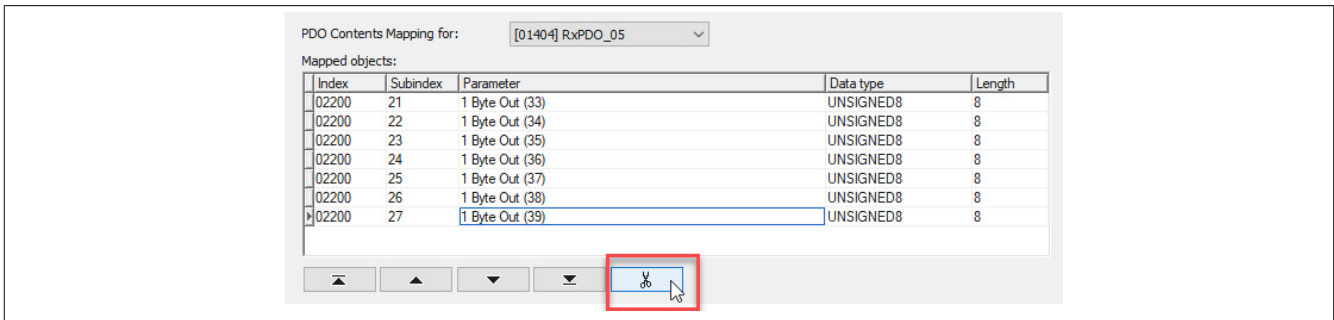 PDO Contents Mapping for: [01404] RxPDO_05
Mapped objects:
Index Subindex Parameter Data type Length
02200 21 1 Byte Out (33) UNSIGNED8 8
02200 22 1 Byte Out (34) UNSIGNED8 8
02200 23 1 Byte Out (35) UNSIGNED8 8
02200 24 1 Byte Out (36) UNSIGNED8 8
02200 25 1 Byte Out (37) UNSIGNED8 8
02200 26 1 Byte Out (38) UNSIGNED8 8
02200 27 1 Byte Out (39) UNSIGNED8 8